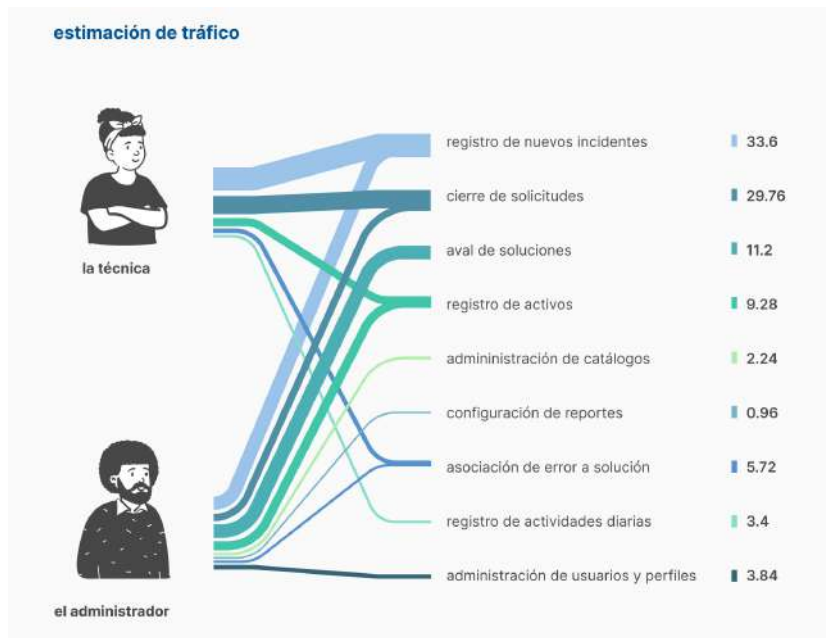 estimación de tráfico
la técnica
el administrador
registro de nuevos incidentes 33.6
cierre de solicitudes 29.76
aval de soluciones 11.2
registro de activos 9.28
admininistración de catálogos 2.24
configuración de reportes 0.96
asociación de error a solución 5.72
registro de actividades diarias 3.4
administración de usuarios y perfiles 3.84